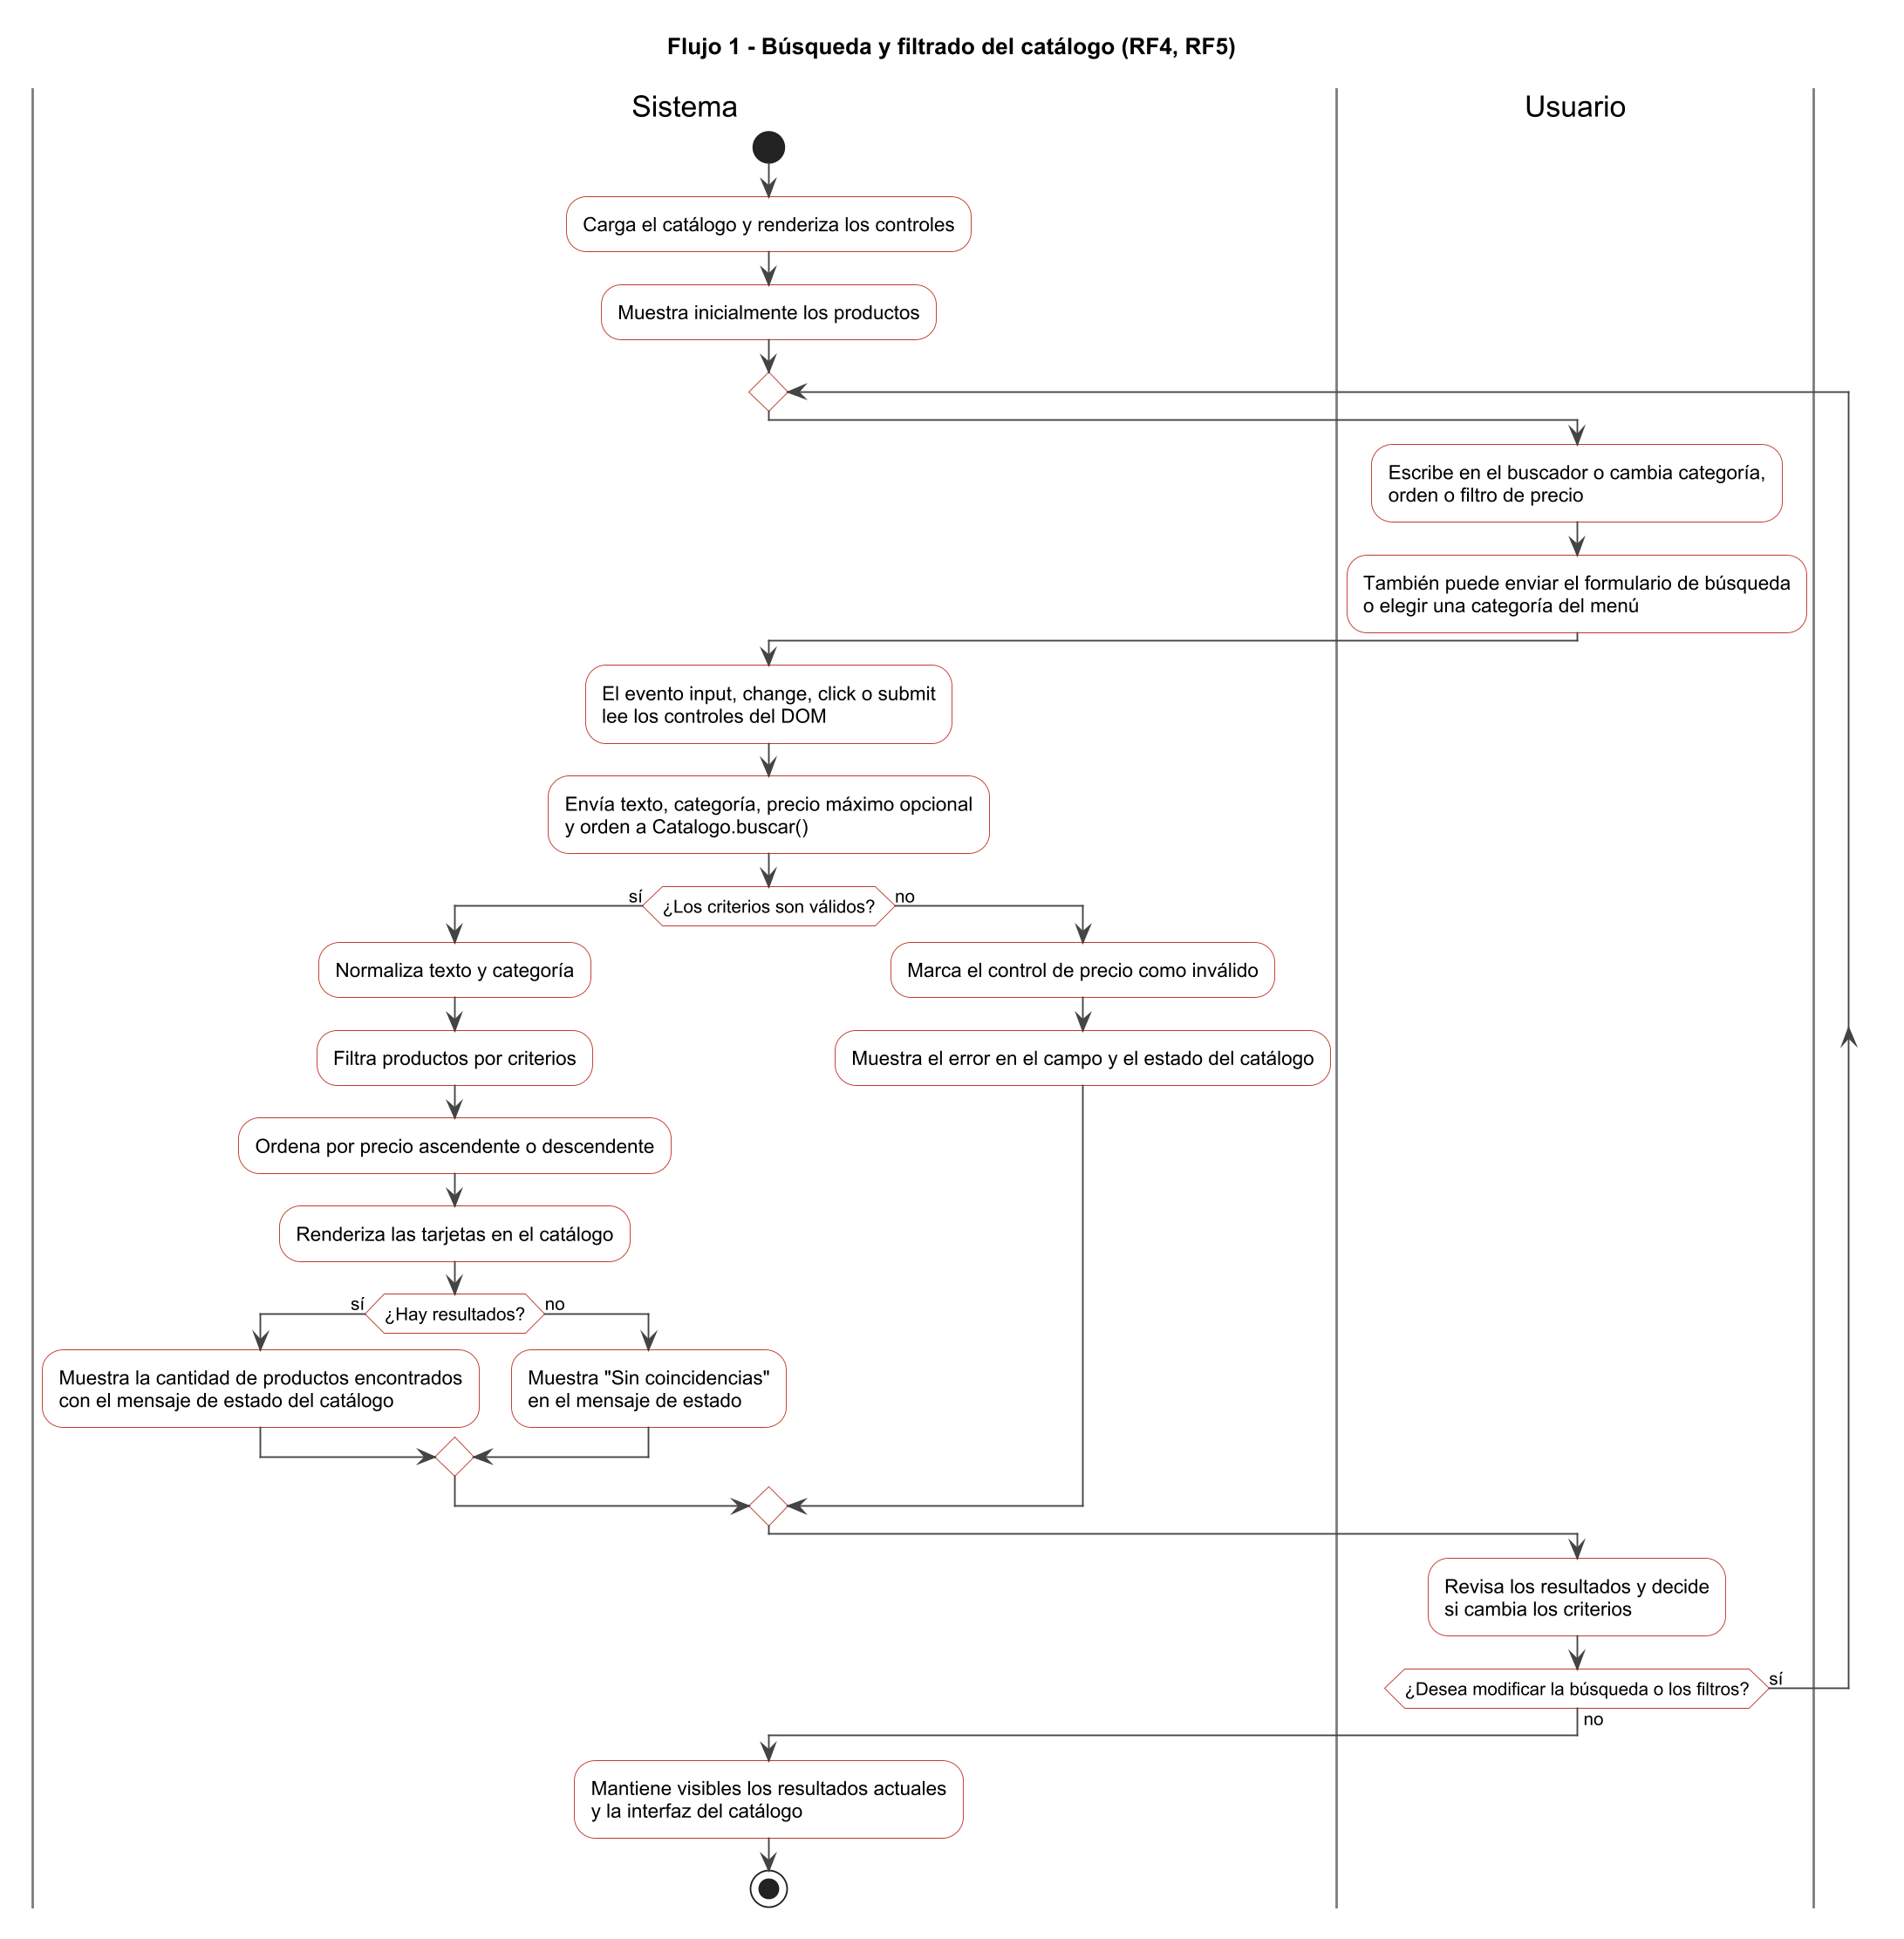 Flujo 1 - Búsqueda y filtrado del catálogo (RF4, RF5)
Sistema
Usuario
Carga el catálogo y renderiza los controles
Muestra inicialmente los productos
Escribe en el buscador o cambia categoría,
orden o filtro de precio
También puede enviar el formulario de búsqueda
o elegir una categoría del menú
El evento input, change, click o submit
lee los controles del DOM
Envía texto, categoría, precio máximo opcional
y orden a Catalogo.buscar()
sí
¿Los criterios son válidos?
no
Normaliza texto y categoría
Marca el control de precio como inválido
Filtra productos por criterios
Muestra el error en el campo y el estado del catálogo
Ordena por precio ascendente o descendente
Renderiza las tarjetas en el catálogo
sí
¿Hay resultados?
no
Muestra la cantidad de productos encontrados
con el mensaje de estado del catálogo
Muestra "Sin coincidencias"
en el mensaje de estado
Revisa los resultados y decide
si cambia los criterios
¿Desea modificar la búsqueda o los filtros?
sí
no
Mantiene visibles los resultados actuales
y la interfaz del catálogo